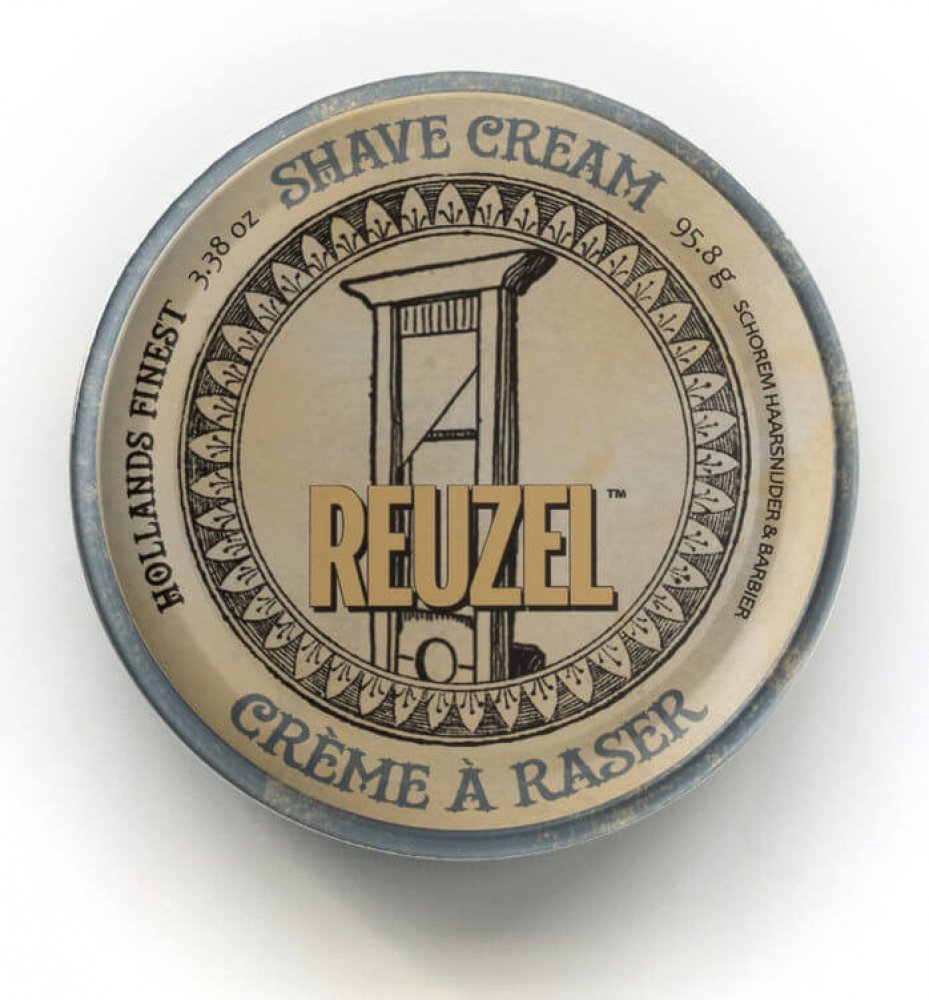 SHAVE CREAM
3.38 oz
95.8 g
HOLLANDS FINEST
SCHOREM HAARSNIJDER & BARBIER
REUZEL™
CRÈME À RASER